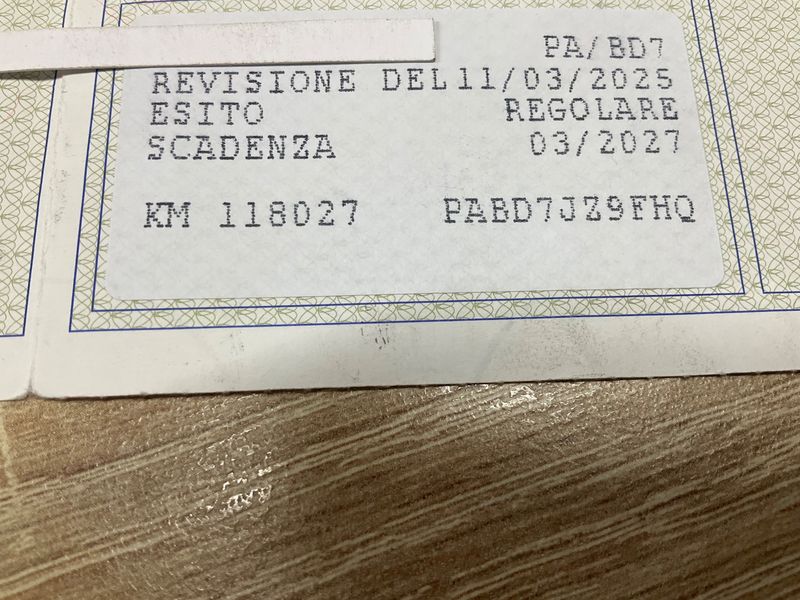 PA/BD7
REVISIONE DEL11/03/2025
ESITO REGOLARE
SCADENZA 03/2027
KM 118027 PABD7JZ9FHQ